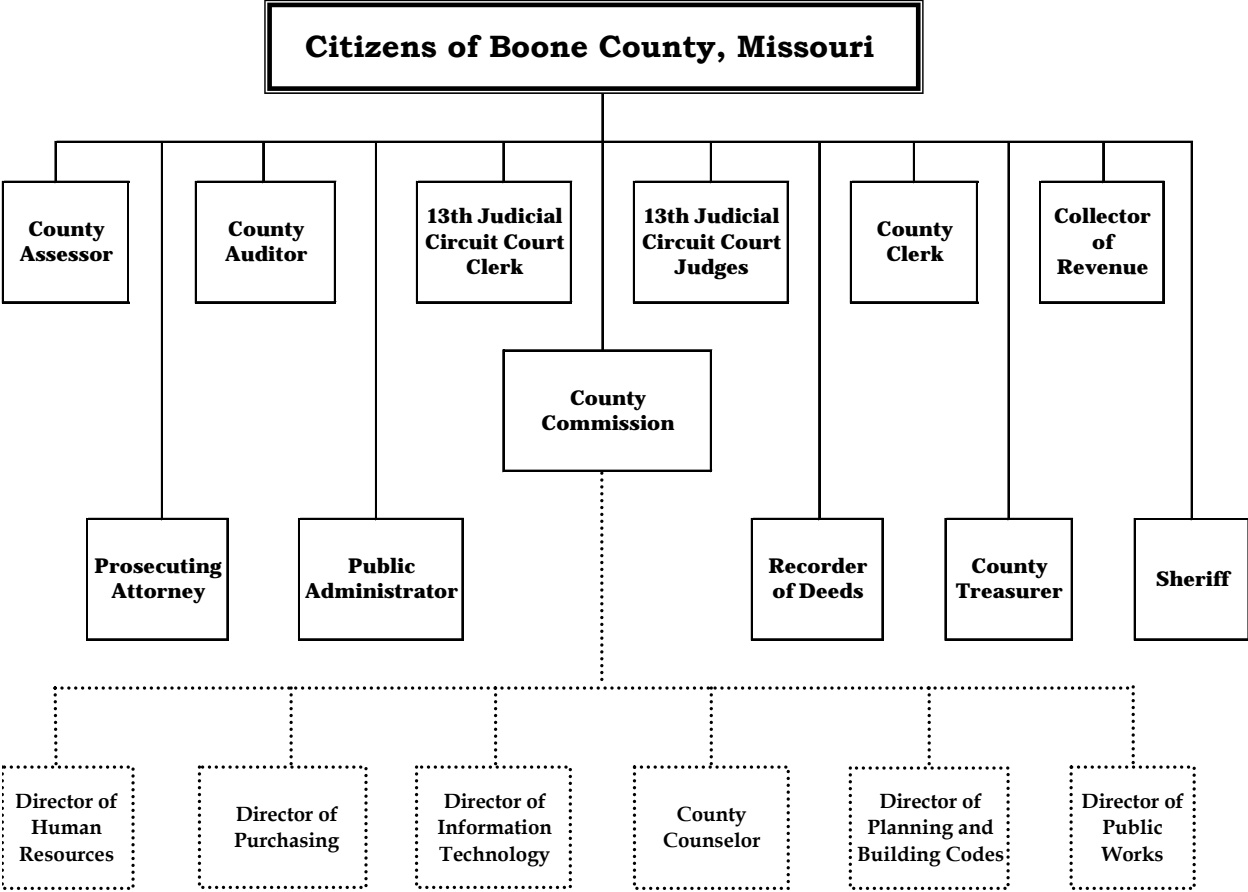 Citizens of Boone County, Missouri
County
Assessor
County
Auditor
13th Judicial
Circuit Court
Clerk
13th Judicial
Circuit Court
Judges
County
Clerk
Collector
of
Revenue
County
Commission
Prosecuting
Attorney
Public
Administrator
Recorder
of Deeds
County
Treasurer
Sheriff
Director of
Human
Resources
Director of
Purchasing
Director of
Information
Technology
County
Counselor
Director of
Planning and
Building Codes
Director of
Public
Works